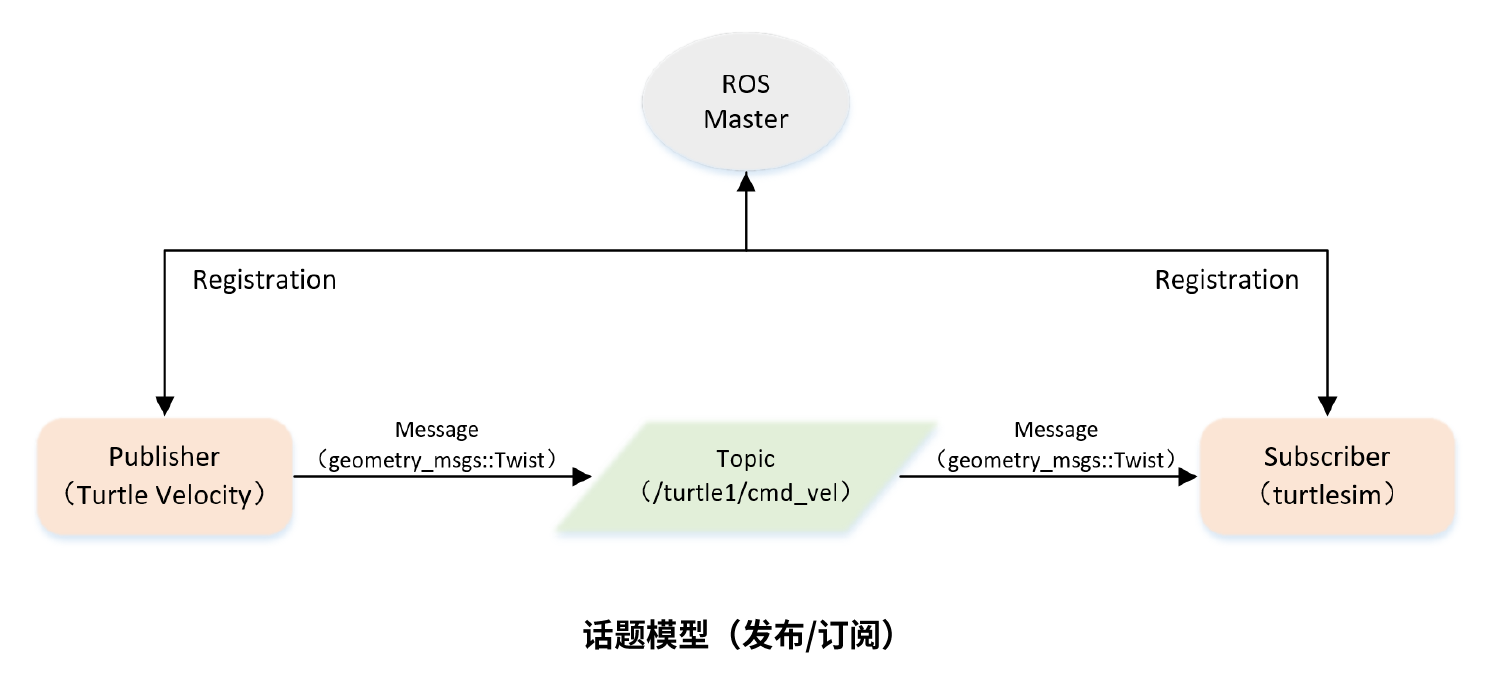 ROS
Master
Registration
Registration
Publisher
（Turtle Velocity）
Message
（geometry_msgs::Twist）
Topic
（/turtle1/cmd_vel）
Message
（geometry_msgs::Twist）
Subscriber
（turtlesim）
话题模型（发布/订阅）